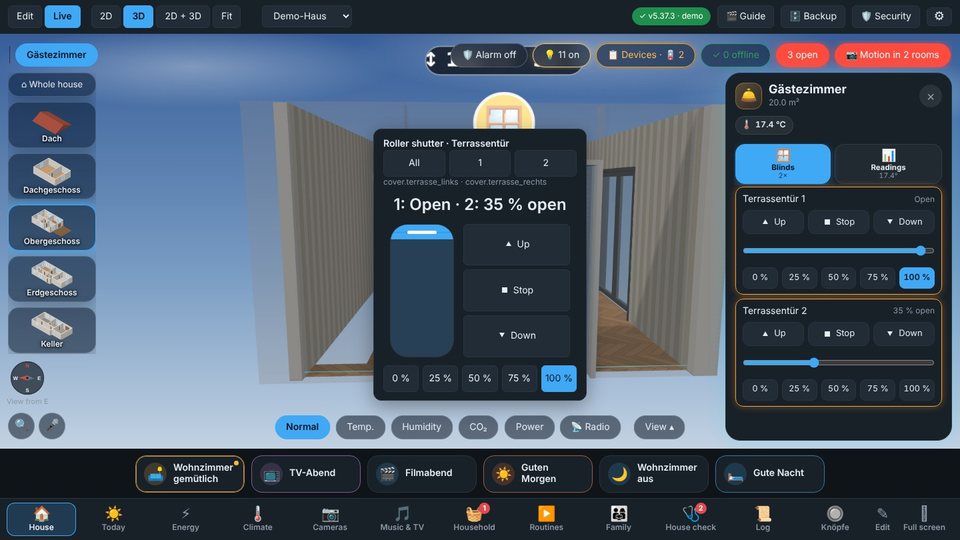 Edit
Live
2D
3D
2D + 3D
Fit
Demo-Haus
✓ v5.37.3 · demo
Guide
Backup
Security
Gästezimmer
Alarm off
11 on
Devices · 2
✓ 0 offline
3 open
Motion in 2 rooms
⌂ Whole house
Dach
Dachgeschoss
Obergeschoss
Erdgeschoss
Keller
N
W
E
S
View from E
Roller shutter · Terrassentür
All
1
2
cover.terrasse_links · cover.terrasse_rechts
1: Open · 2: 35 % open
▲ Up
■ Stop
▼ Down
0 %
25 %
50 %
75 %
100 %
Gästezimmer
20.0 m²
17.4 °C
Blinds
2×
Readings
17.4°
Terrassentür 1
Open
▲ Up
■ Stop
▼ Down
0 %
25 %
50 %
75 %
100 %
Terrassentür 2
35 % open
▲ Up
■ Stop
▼ Down
0 %
25 %
50 %
75 %
100 %
Normal
Temp.
Humidity
CO₂
Power
Radio
View ▴
Wohnzimmer
gemütlich
TV-Abend
Filmabend
Guten
Morgen
Wohnzimmer
aus
Gute Nacht
House
Today
Energy
Climate
Cameras
Music & TV
1
Household
Routines
Family
2
House check
Log
Knöpfe
Edit
Full screen